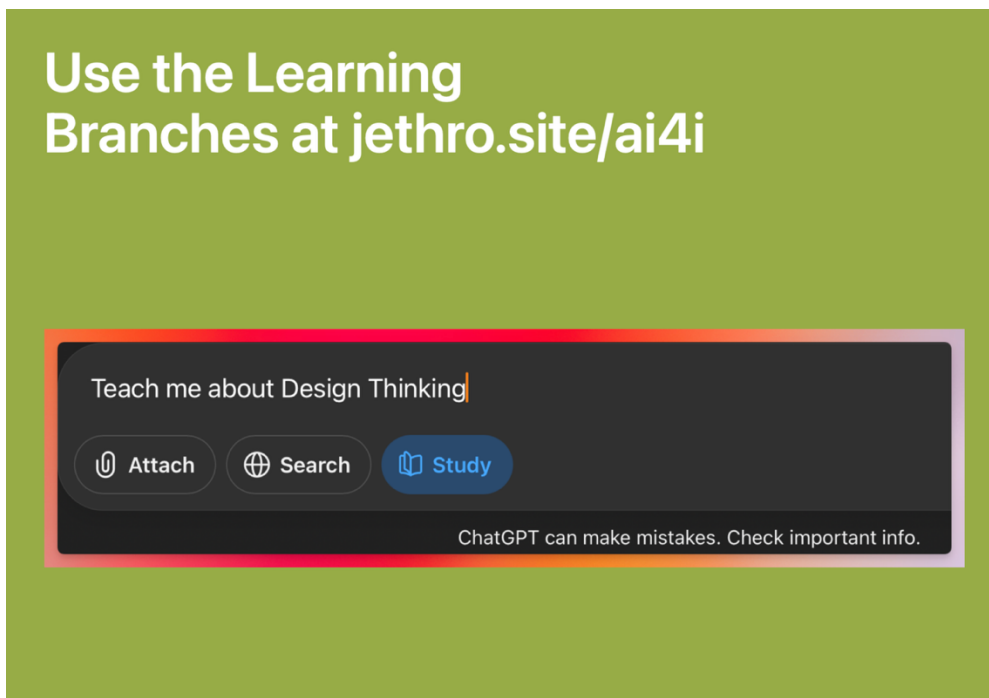 Use the Learning
Branches at jethro.site/ai4i
Teach me about Design Thinking
Attach
Search
Study
ChatGPT can make mistakes. Check important info.